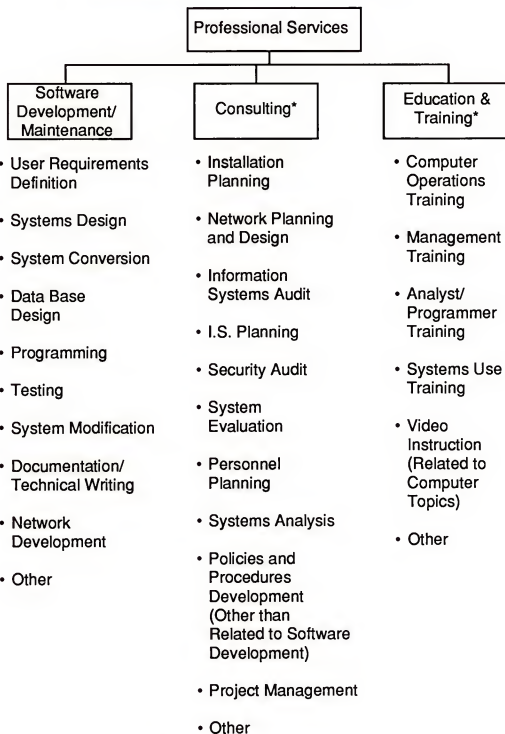 Professional Services
Software
Development/
Maintenance
• User Requirements
Definition
• Systems Design
• System Conversion
• Data Base
Design
• Programming
• Testing
• System Modification
• Documentation/
Technical Writing
• Network
Development
• Other
Consulting*
• Installation
Planning
• Network Planning
and Design
• Information
Systems Audit
• I.S. Planning
• Security Audit
• System
Evaluation
• Personnel
Planning
• Systems Analysis
• Policies and
Procedures
Development
(Other than
Related to Software
Development)
• Project Management
• Other
Education &
Training*
• Computer
Operations
Training
• Management
Training
• Analyst/
Programmer
Training
• Systems Use
Training
• Video
Instruction
(Related to
Computer
Topics)
• Other